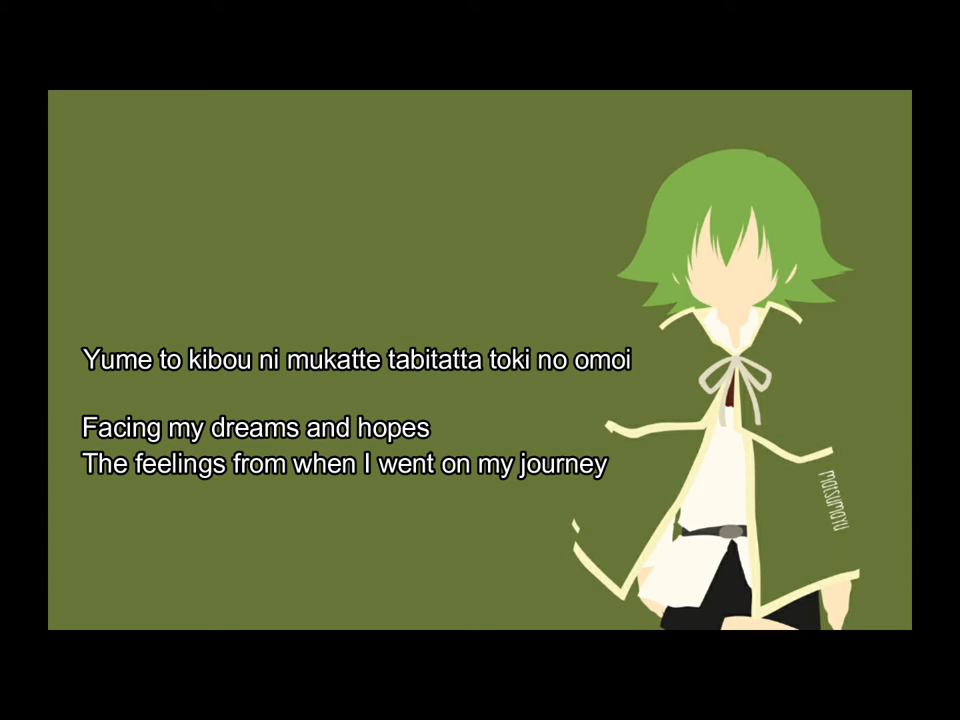 Yume to kibou ni mukatte tabitatta toki no omoi
Facing my dreams and hopes
The feelings from when I went on my journey
matsumayu